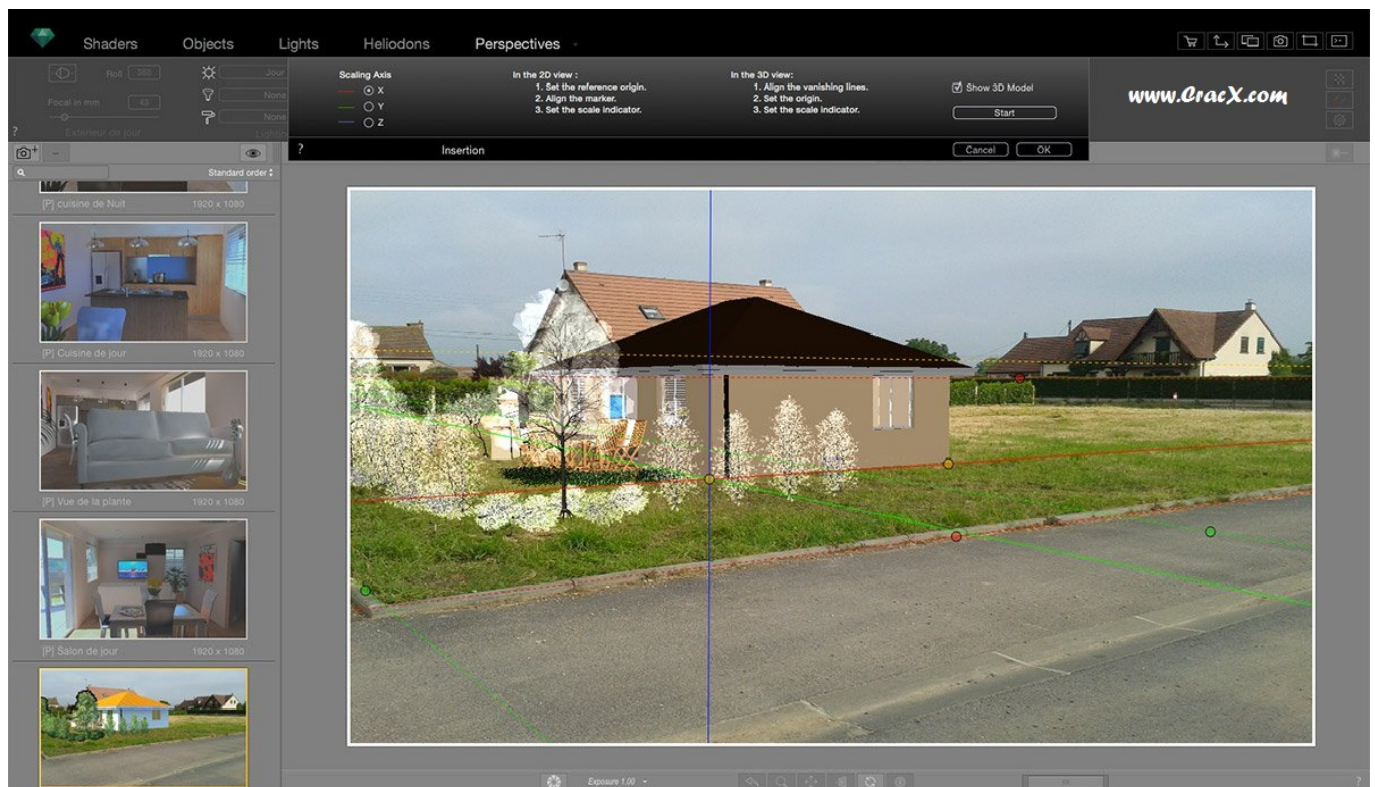 Shaders
Objects
Lights
Heliodons
Perspectives
Roll
360
Jour
Focal in mm
43
None
None
?
Exterieur de jour
Lighting
Scaling Axis
X
Y
Z
In the 2D view :
1. Set the reference origin.
2. Align the marker.
3. Set the scale indicator.
In the 3D view:
1. Align the vanishing lines.
2. Set the origin.
3. Set the scale indicator.
Show 3D Model
Start
www.CracX.com
?
Insertion
Cancel
OK
Standard order
[P] cuisine de Nuit
1920 x 1080
[P] Cuisine de jour
1920 x 1080
[P] Vue de la plante
1920 x 1080
[P] Salon de jour
1920 x 1080
Exposure 1.00
?